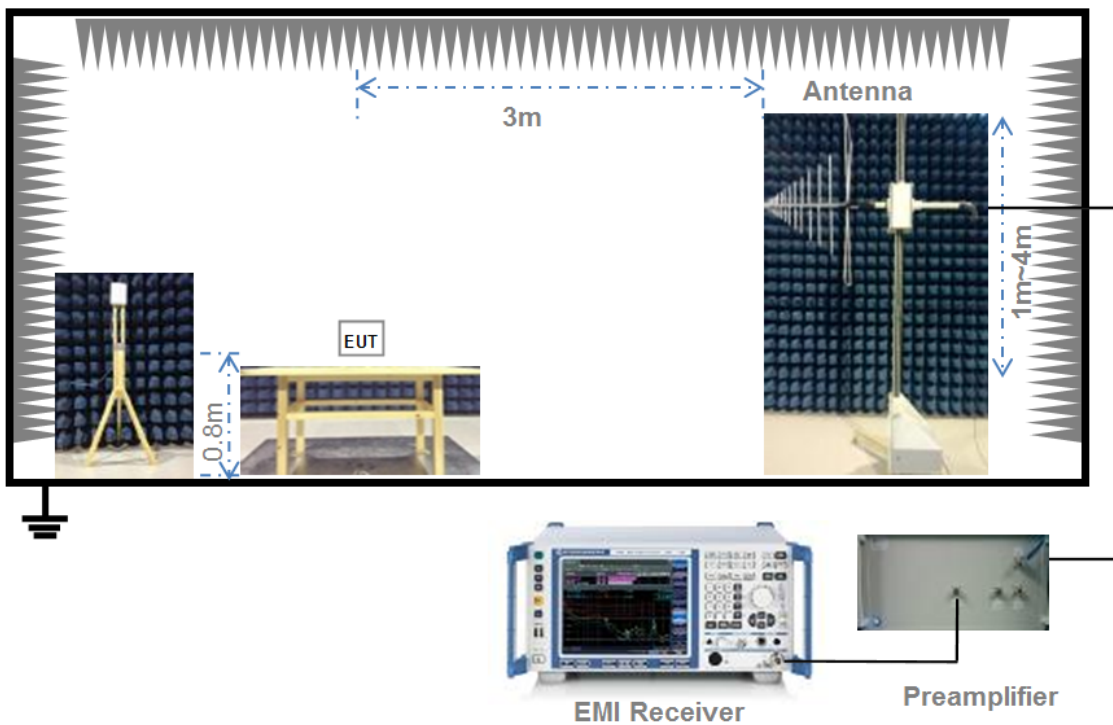 Antenna
3m
1m~4m
EUT
0.8m
EMI Receiver
Preamplifier